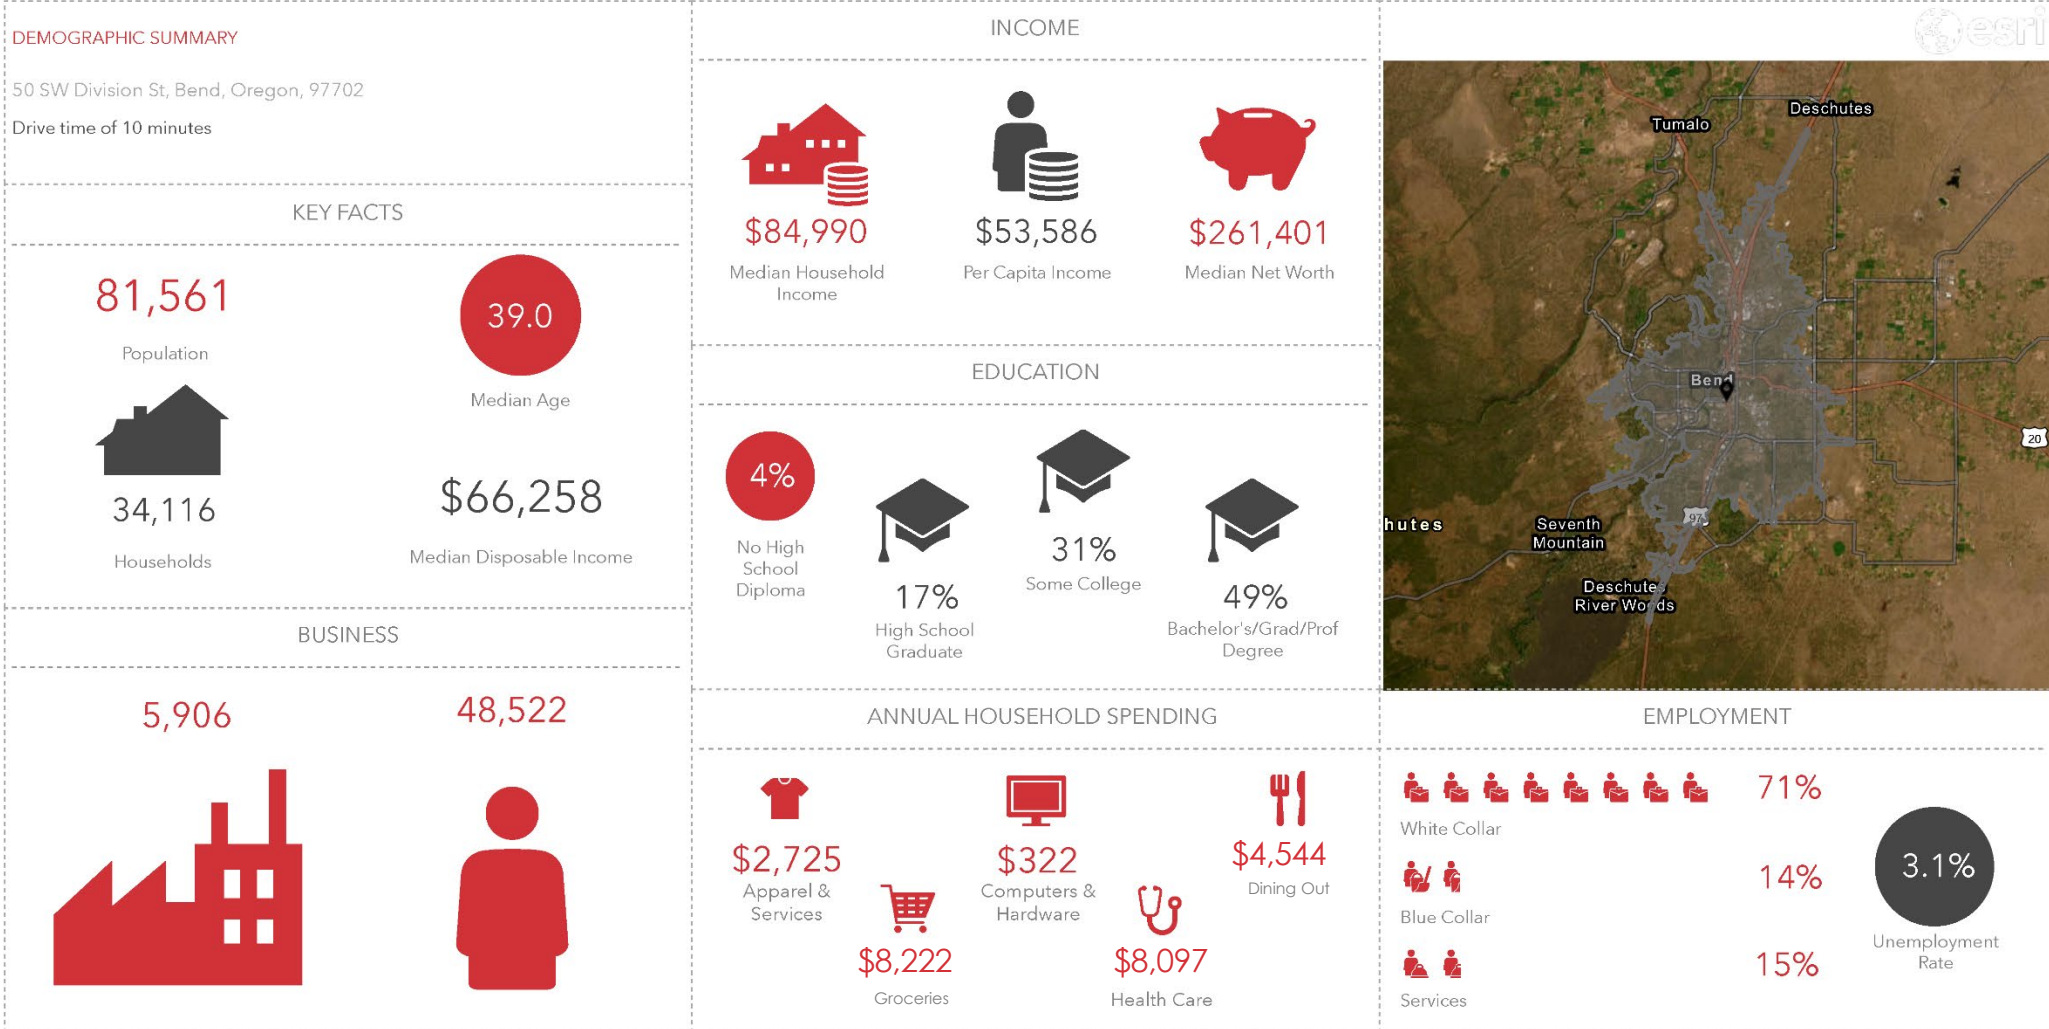 DEMOGRAPHIC SUMMARY
50 SW Division St, Bend, Oregon, 97702
Drive time of 10 minutes
KEY FACTS
81,561
Population
39.0
Median Age
34,116
Households
$66,258
Median Disposable Income
BUSINESS
5,906
48,522
INCOME
$84,990
Median Household
Income
$53,586
Per Capita Income
$261,401
Median Net Worth
EDUCATION
4%
No High
School
Diploma
17%
High School
Graduate
31%
Some College
49%
Bachelor's/Grad/Prof
Degree
ANNUAL HOUSEHOLD SPENDING
$2,725
Apparel &
Services
$8,222
Groceries
$322
Computers &
Hardware
$8,097
Health Care
$4,544
Dining Out
esri
Deschutes
Tumalo
Bend
20
97
hutes
Seventh
Mountain
Deschutes
River Woods
EMPLOYMENT
71%
White Collar
14%
Blue Collar
15%
Services
3.1%
Unemployment
Rate